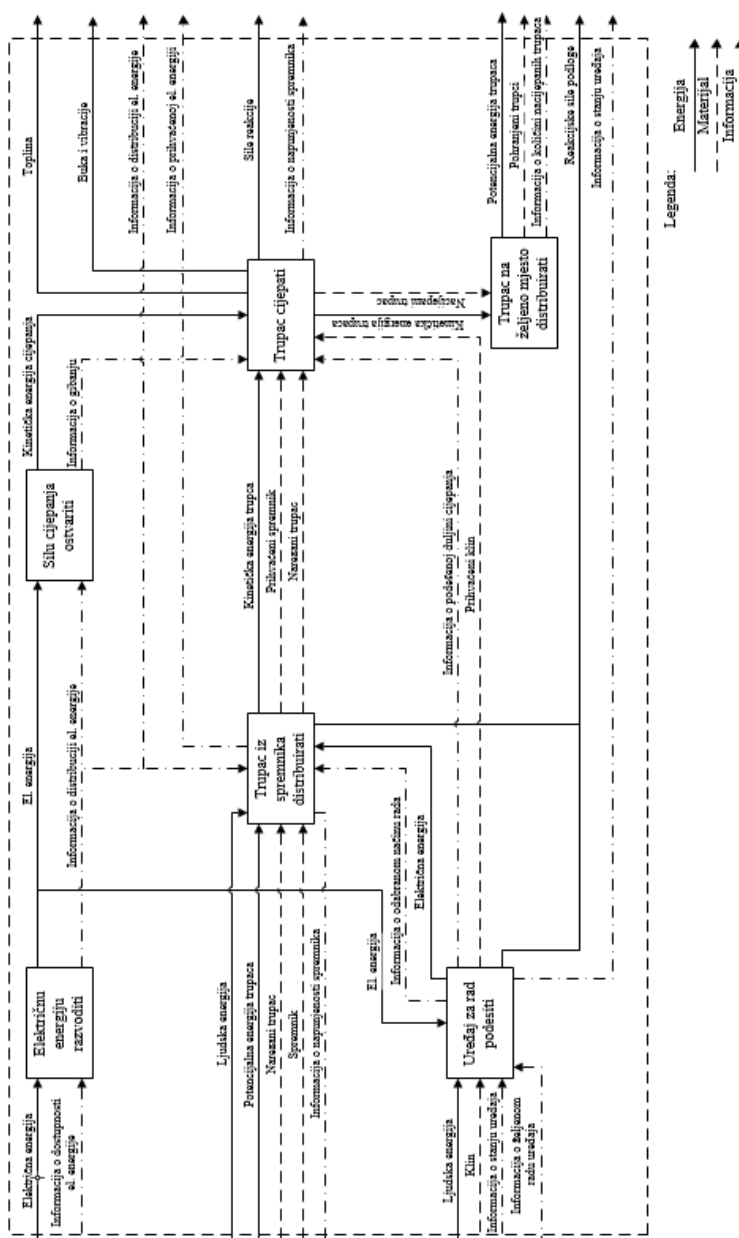 Toplina
Buka i vibracije
Informacija o distribuciji el. energije
Informacija o prihvaćenoj el. energiji
Sile reakcije
Informacija o napunjenosti spremnika
Potencijalna energija trupaca
Pohranjeni trupci
Informacija o količini nacijepanih trupaca
Reakcijske sile podloge
Informacija o stanju uređaja
Legenda:
Energija
Materijal
Informacija
Kinetička energija cijepanja
Informacija o gibanju
Trupac cijepati
Nacijepani trupac
Kinetička energija trupaca
Trupac na
željeno mjesto
distribuirati
Silu cijepanja
ostvariti
Kinetička energija trupca
Prihvaćeni spremnik
Narezani trupac
Informacija o podešenoj duljini cijepanja
Prihvaćeni klin
El. energija
Informacija o distribuciji el. energije
Trupac iz
spremnika
distribuirati
Informacija o odabranom načinu rada
Električna energija
El. energija
Električnu
energiju
razvoditi
Ljudska energija
Potencijalna energija trupaca
Narezani trupac
Spremnik
Informacija o napunjenosti spremnika
Uređaj za rad
podesiti
Električna energija
Informacija o dostupnosti
el. energije
Ljudska energija
Klin
Informacija o stanju uređaja
Informacija o željenom
radu uređaja